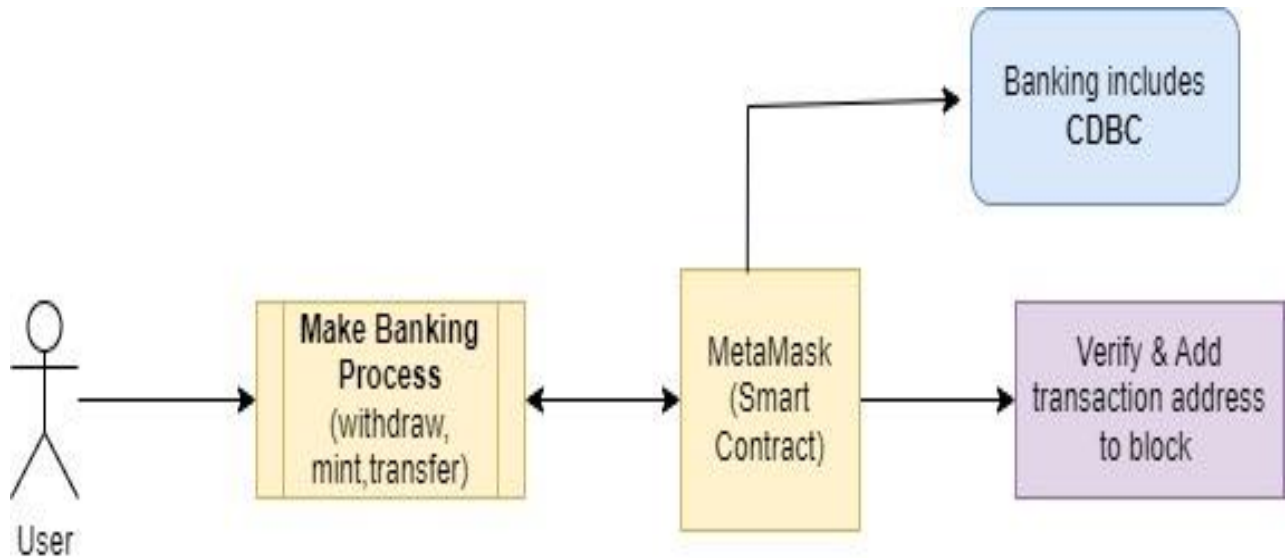 Banking includes
CDBC
Make Banking
Process
(withdraw,
mint,transfer)
MetaMask
(Smart
Contract)
Verify & Add
transaction address
to block
User